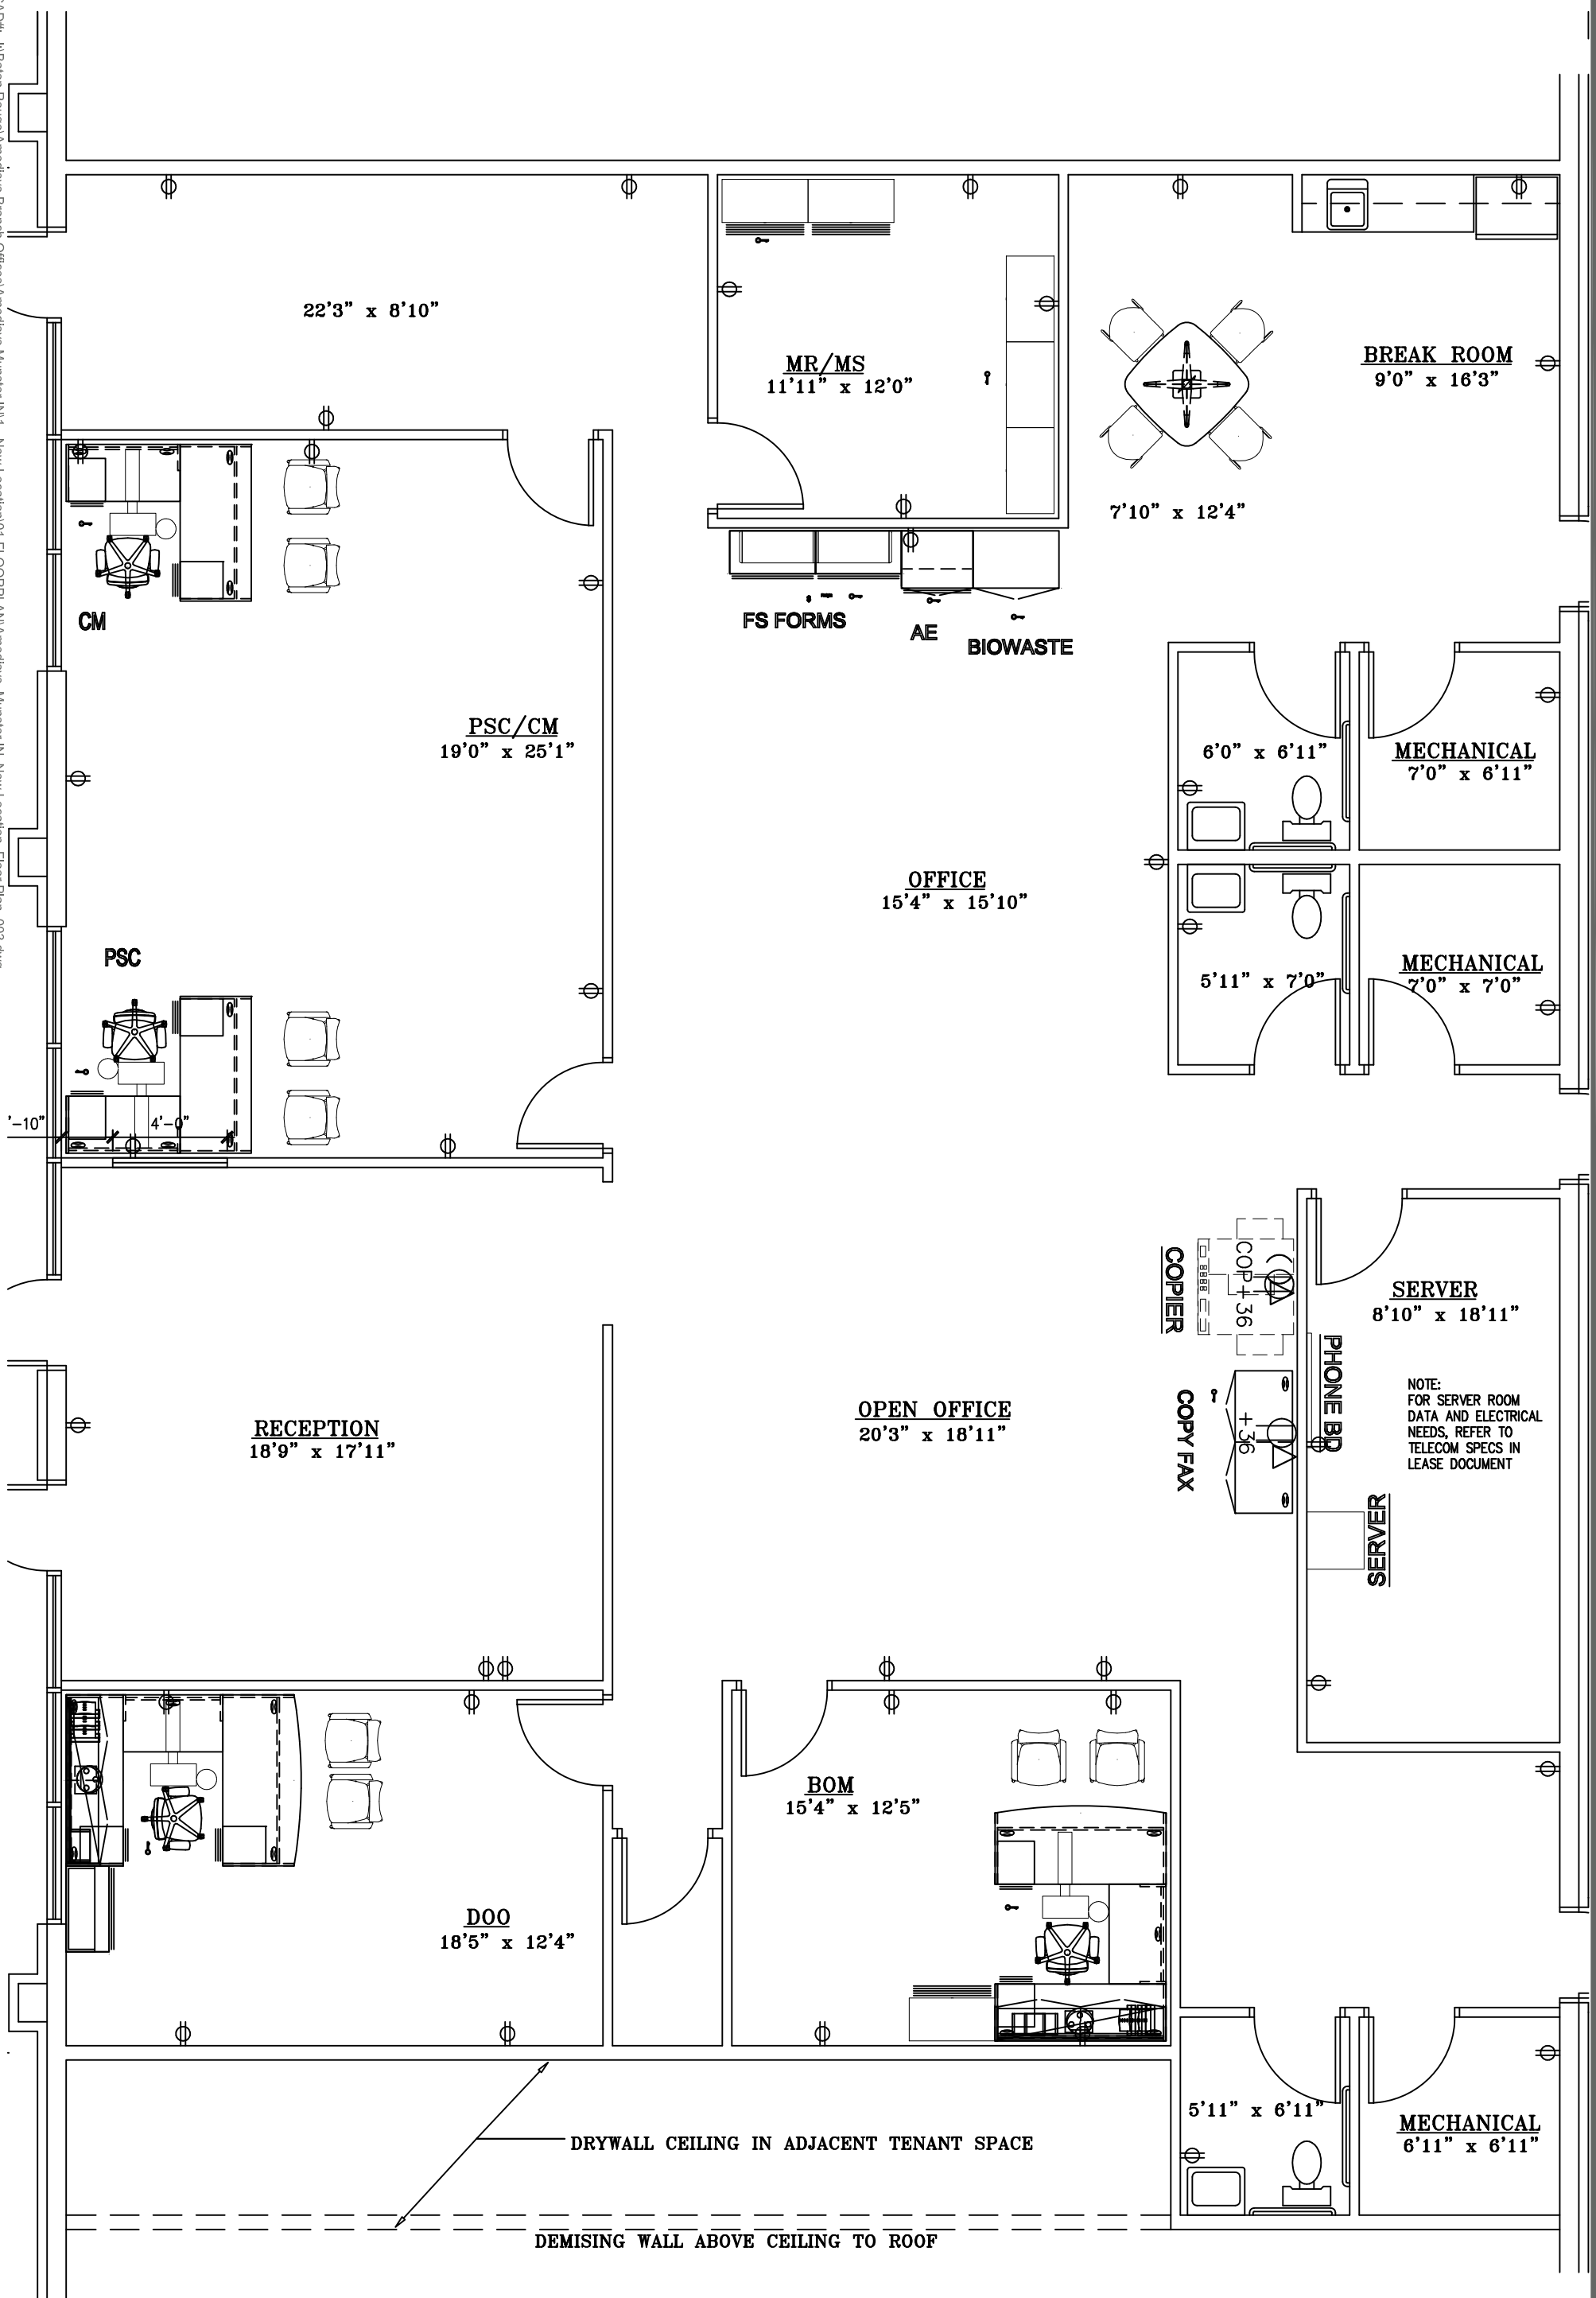 22'3" x 8'10"
MR/MS
11'11" x 12'0"
BREAK ROOM
9'0" x 16'3"
7'10" x 12'4"
CM
FS FORMS
AE
BIOWASTE
PSC/CM
19'0" x 25'1"
6'0" x 6'11"
MECHANICAL
7'0" x 6'11"
OFFICE
15'4" x 15'10"
PSC
5'11" x 7'0"
MECHANICAL
7'0" x 7'0"
'-10"
4'-0"
COPIER
COP+36
SERVER
8'10" x 18'11"
PHONE BD
NOTE:
FOR SERVER ROOM
DATA AND ELECTRICAL
NEEDS, REFER TO
TELECOM SPECS IN
LEASE DOCUMENT
COPY FAX
+36
RECEPTION
18'9" x 17'11"
OPEN OFFICE
20'3" x 18'11"
SERVER
BOM
15'4" x 12'5"
DOO
18'5" x 12'4"
5'11" x 6'11"
MECHANICAL
6'11" x 6'11"
DRYWALL CEILING IN ADJACENT TENANT SPACE
DEMISING WALL ABOVE CEILING TO ROOF